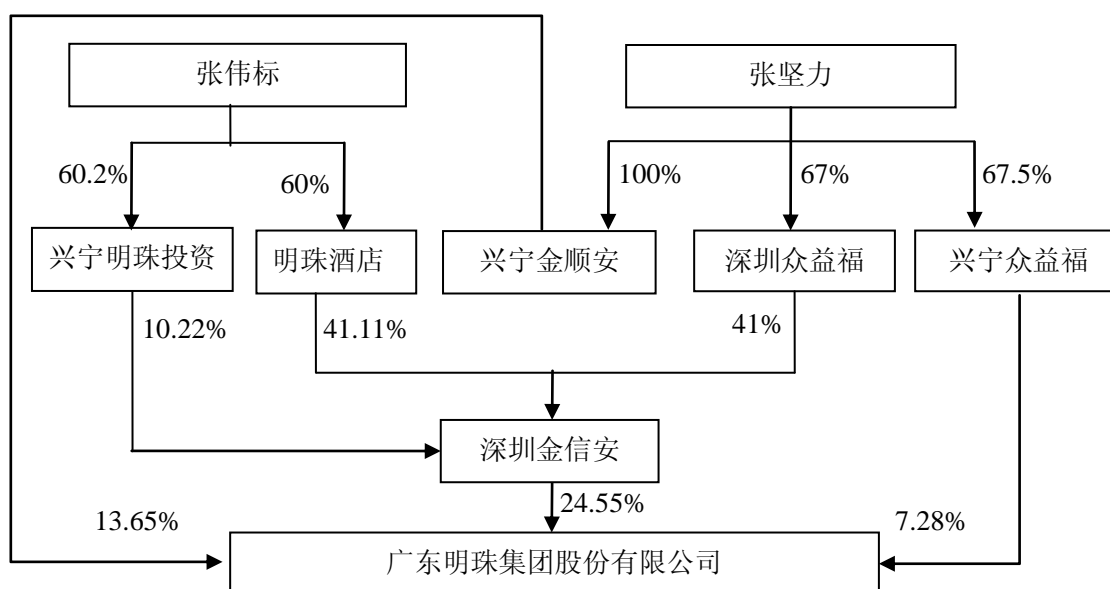 张伟标
张坚力
60.2%
60%
100%
67%
67.5%
兴宁明珠投资
明珠酒店
兴宁金顺安
深圳众益福
兴宁众益福
10.22%
41.11%
41%
深圳金信安
24.55%
13.65%
7.28%
广东明珠集团股份有限公司